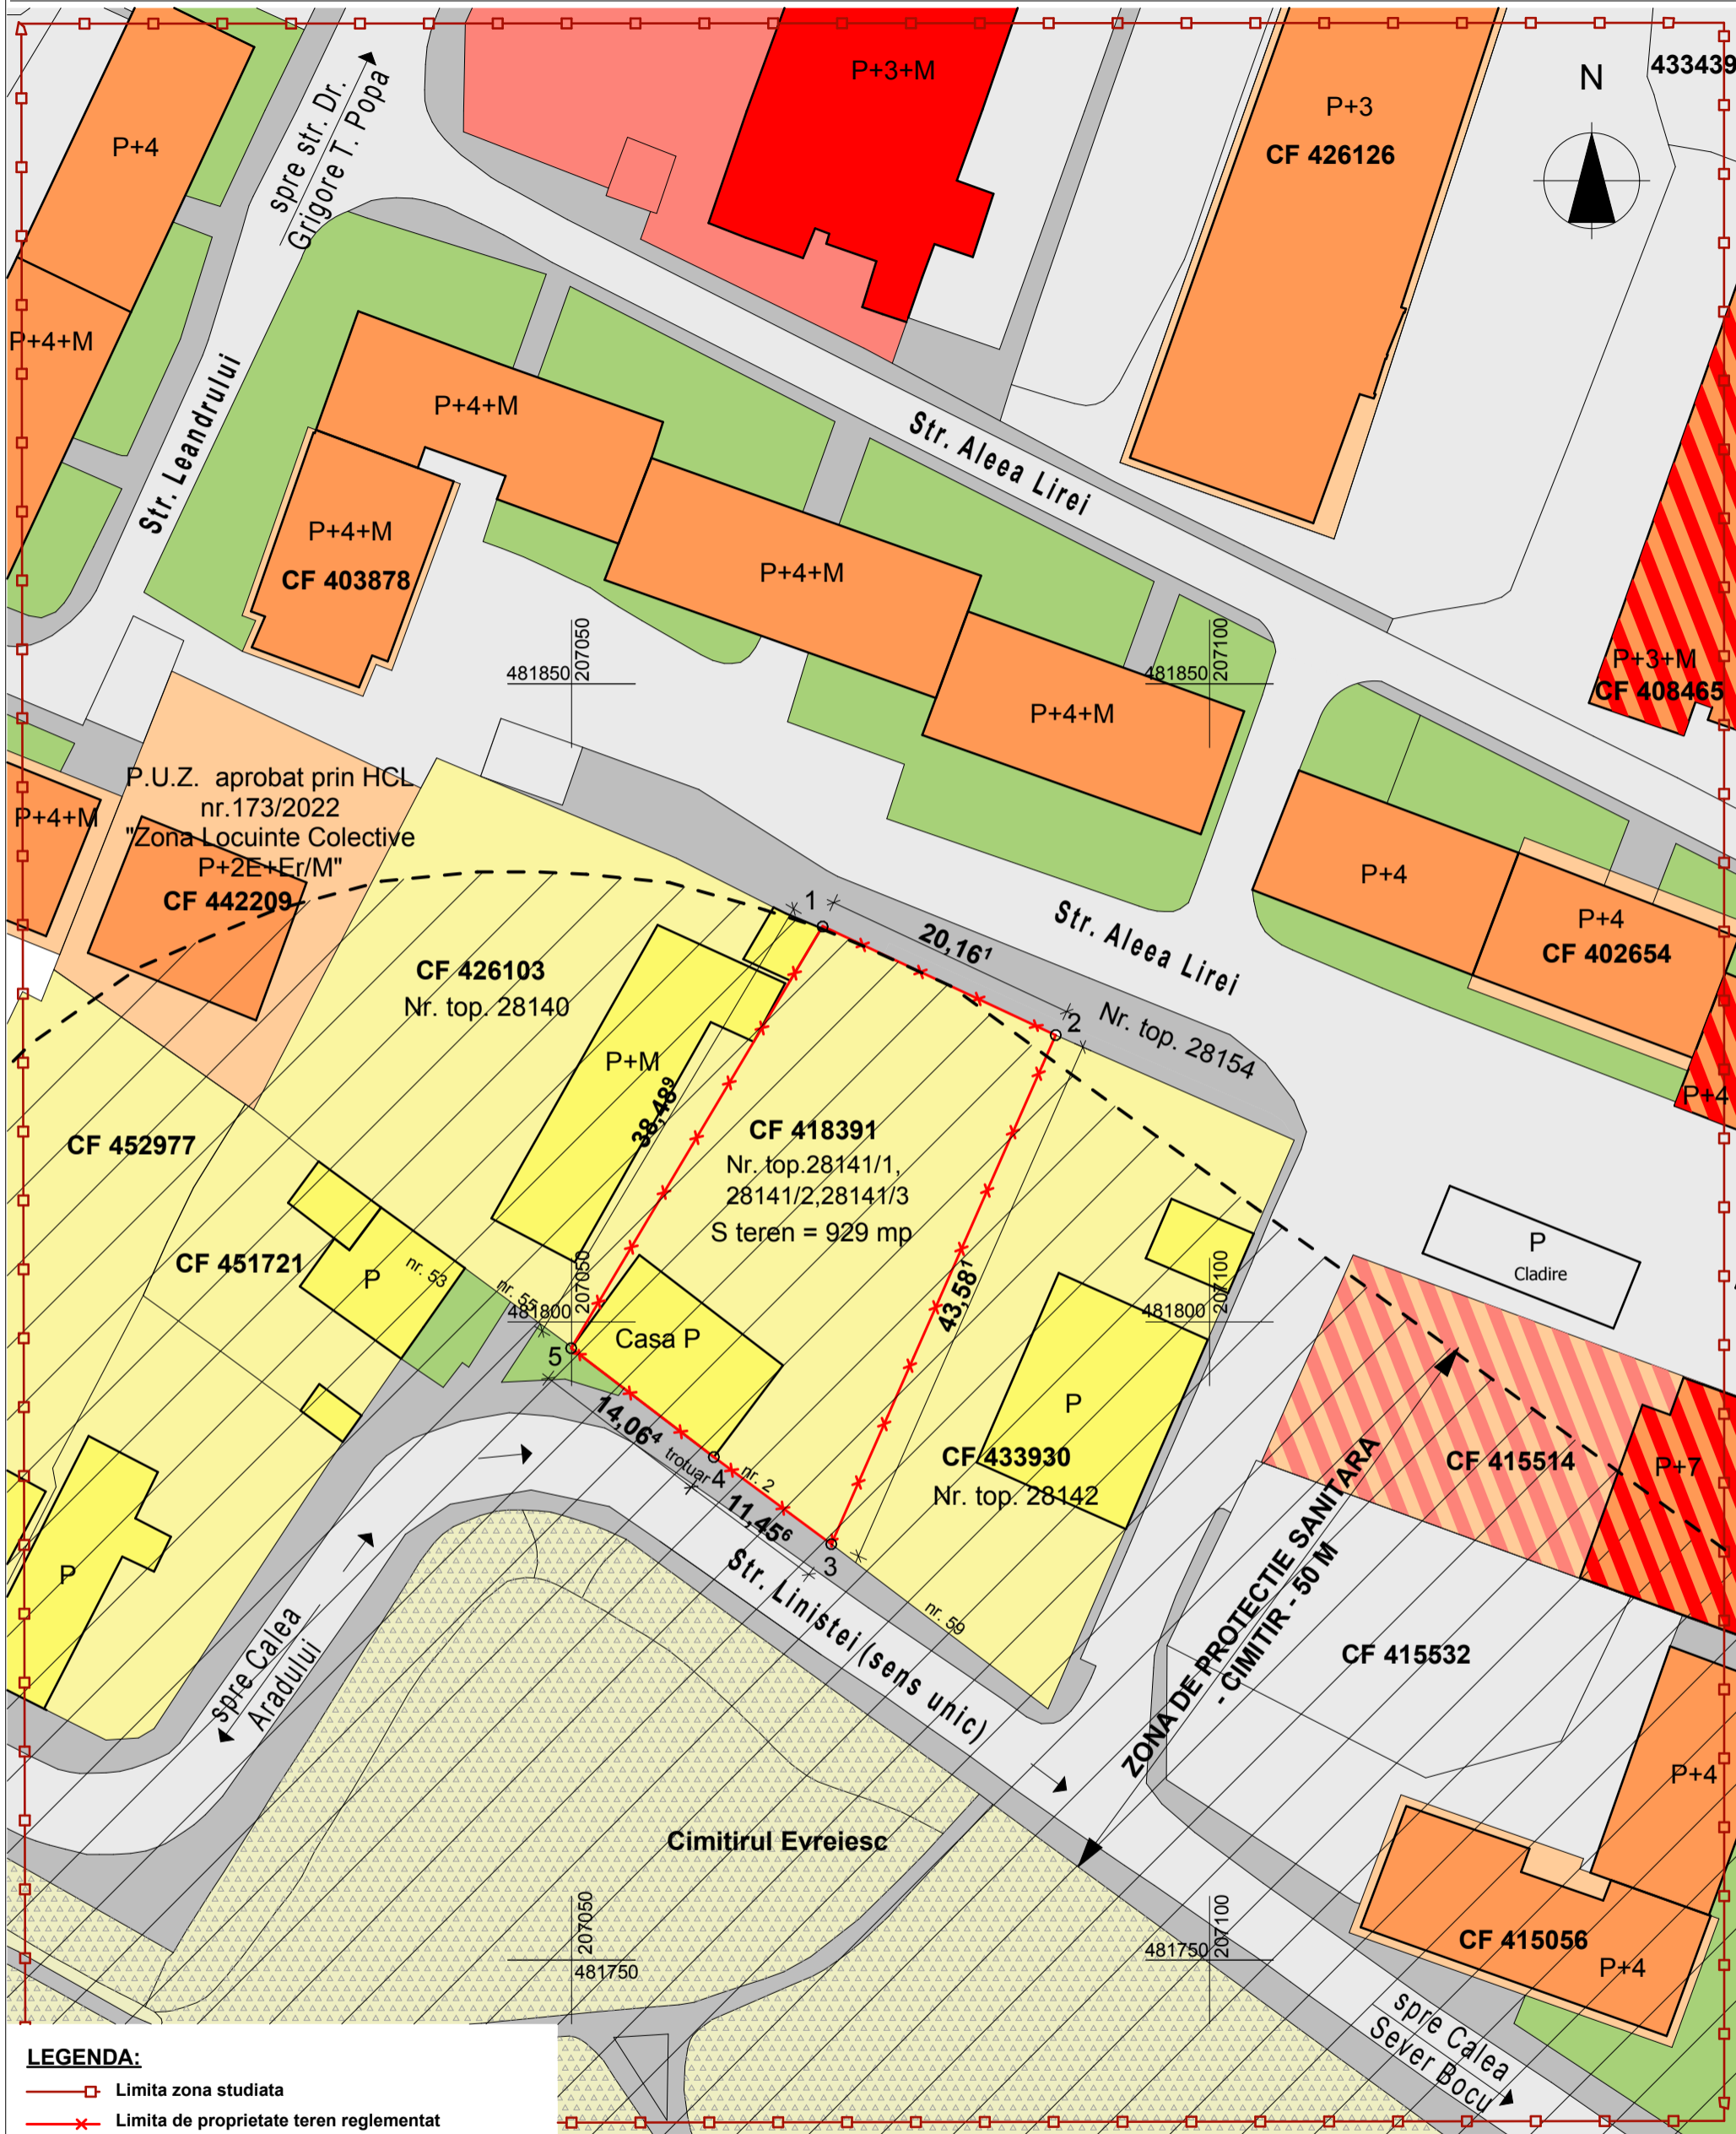 P+3+M
N
433439
P+3
CF 426126
spre str. Dr.
Grigore T. Popa
P+4
P+4+M
Str. Leandrului
P+4+M
Str. Aleea Lirei
P+4+M
CF 403878
P+4+M
481850
207050
481850
207100
P+3+M
CF 408465
P+4+M
P.U.Z. aprobat prin HCL
nr.173/2022
"Zona Locuinte Colective
P+2E+Er/M"
CF 442209
P+4+M
P+4
P+4
CF 402654
1
20,16¹
Str. Aleea Lirei
2
Nr. top. 28154
CF 426103
Nr. top. 28140
P+M
38,48⁹
P+4
CF 452977
CF 418391
Nr. top.28141/1,
28141/2,28141/3
S teren = 929 mp
CF 451721
P
nr. 53
nr. 55
481800
207050
481800
207100
P
Cladire
43,58¹
Casa P
5
P
14,06⁴
trotuar
4
nr. 2
11,45⁶
3
CF 433930
Nr. top. 28142
CF 415514
P+7
P
Str. Linistei (sens unic)
nr. 59
ZONA DE PROTECTIE SANITARA
- CIMITIR - 50 M
CF 415532
spre Calea
Aradului
P+4
Cimitirul Evreiesc
207050
481750
481750
207100
CF 415056
P+4
spre Calea
Sever Bocu
LEGENDA:
Limita zona studiata
Limita de proprietate teren reglementat